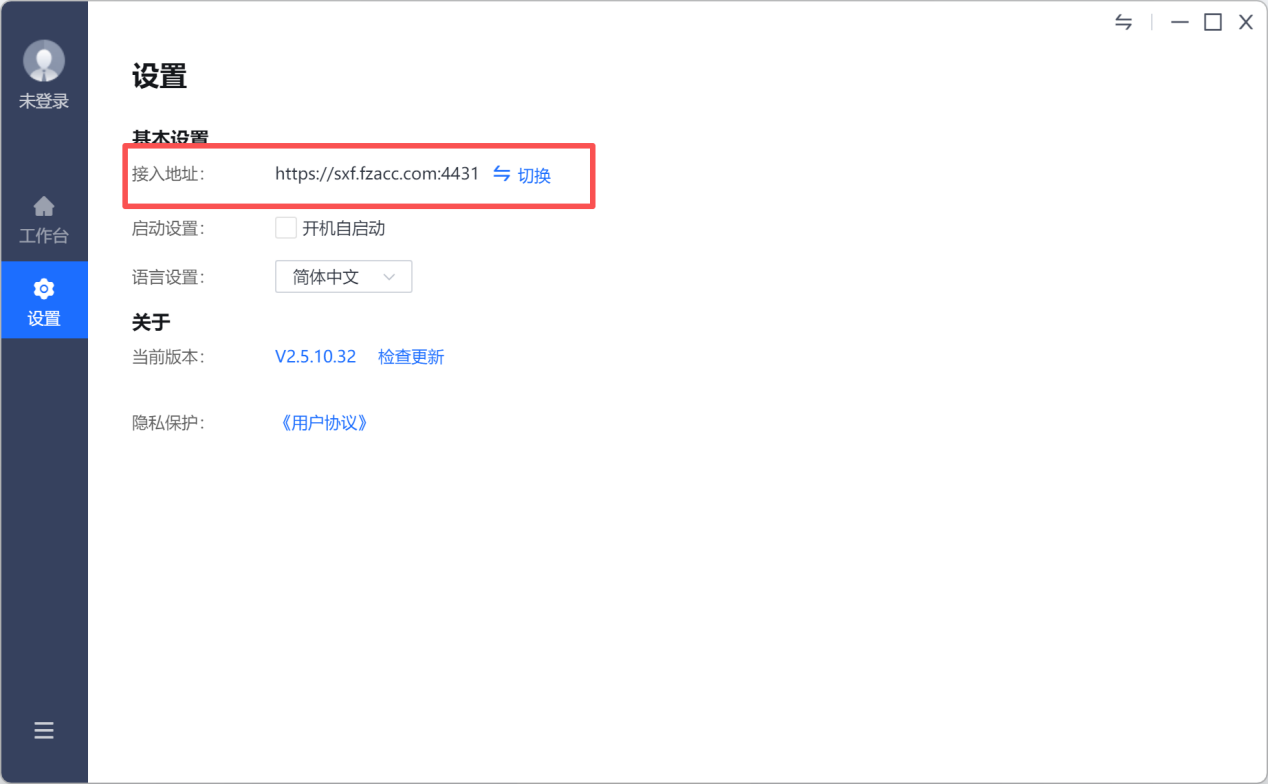 未登录
工作台
设置
设置
基本设置
接入地址： https://sxf.fzacc.com:4431 切换
启动设置： 开机自启动
语言设置： 简体中文
关于
当前版本： V2.5.10.32 检查更新
隐私保护： 《用户协议》